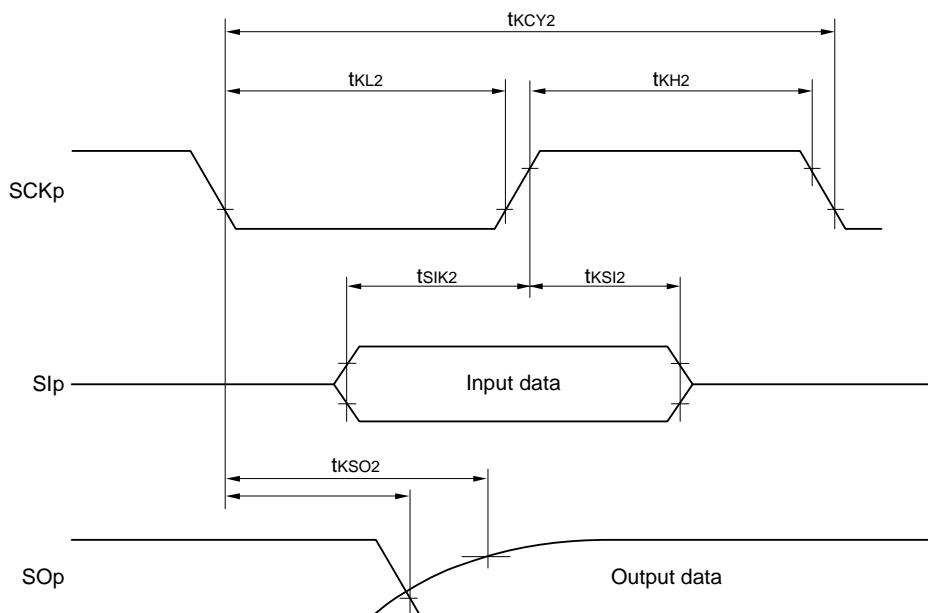 tKCY2
tKL2
tKH2
SCKp
tSIK2
tKSI2
SIp
Input data
tKSO2
SOp
Output data